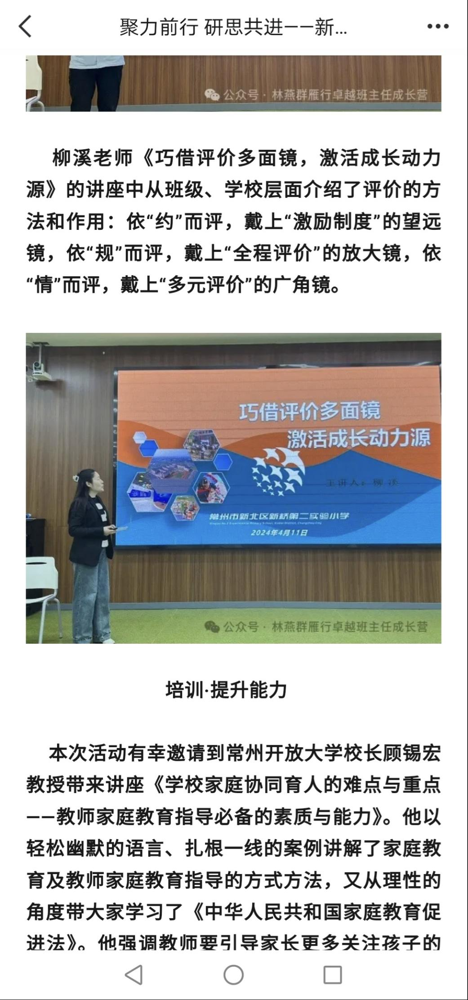 聚力前行 研思共进——新...
公众号 · 林燕群雁行卓越班主任成长营
柳溪老师《巧借评价多面镜，激活成长动力
源》的讲座中从班级、学校层面介绍了评价的方
法和作用：依“约”而评，戴上“激励制度”的望远
镜，依“规”而评，戴上“全程评价”的放大镜，依
“情”而评，戴上“多元评价”的广角镜。
巧借评价多面镜
激活成长动力源
主讲人：柳 溪
常州市新北区新桥第二实验小学
Xinqiao No.2 Experimental Primary School, Xinbei District, Changzhou City
2024年4月11日
公众号 · 林燕群雁行卓越班主任成长营
培训·提升能力
本次活动有幸邀请到常州开放大学校长顾锡宏
教授带来讲座《学校家庭协同育人的难点与重点
——教师家庭教育指导必备的素质与能力》。他以
轻松幽默的语言、扎根一线的案例讲解了家庭教
育及教师家庭教育指导的方式方法，又从理性的
角度带大家学习了《中华人民共和国家庭教育促
进法》。他强调教师要引导家长更多关注孩子的